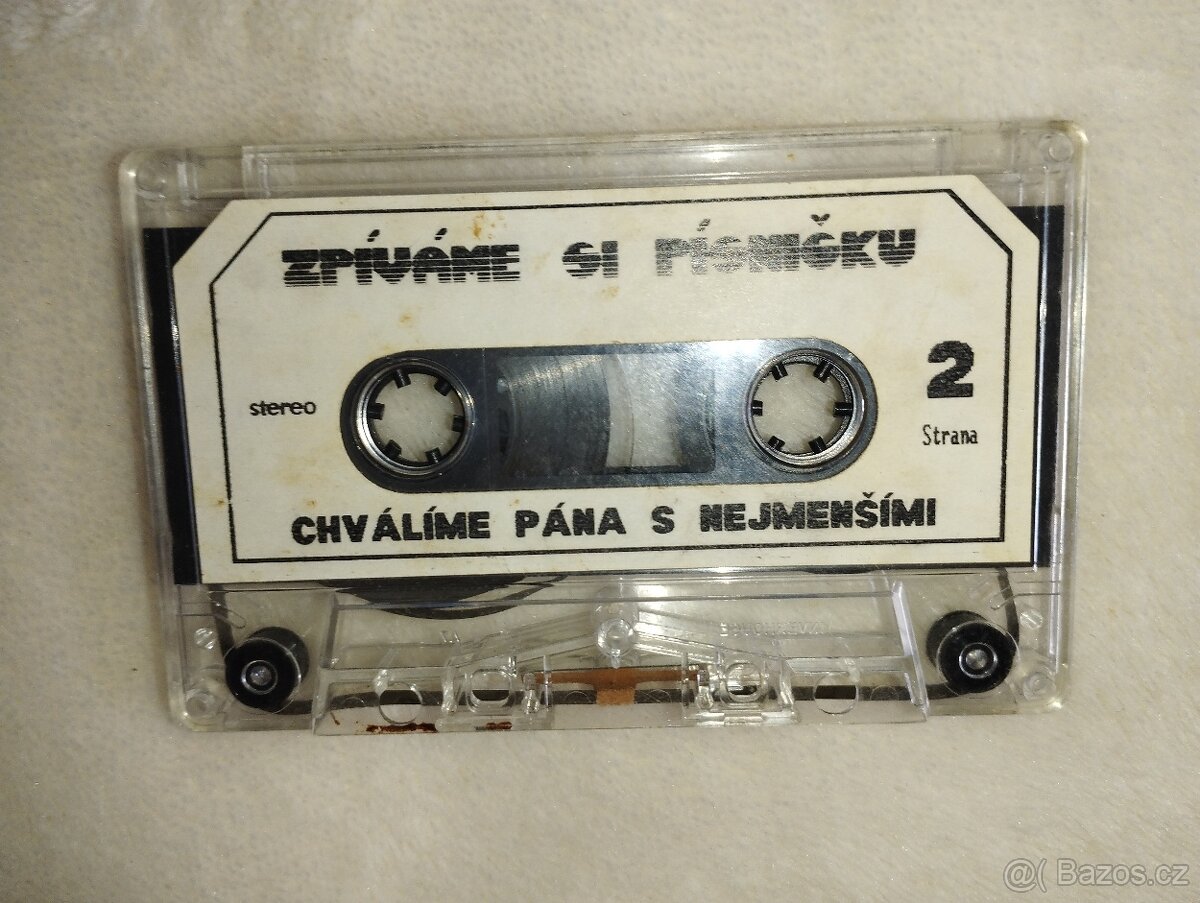 ZPÍVÁME SI PÍSNIČKU
stereo
2
Strana
CHVÁLÍME PÁNA S NEJMENŠÍMI
@( Bazos.cz